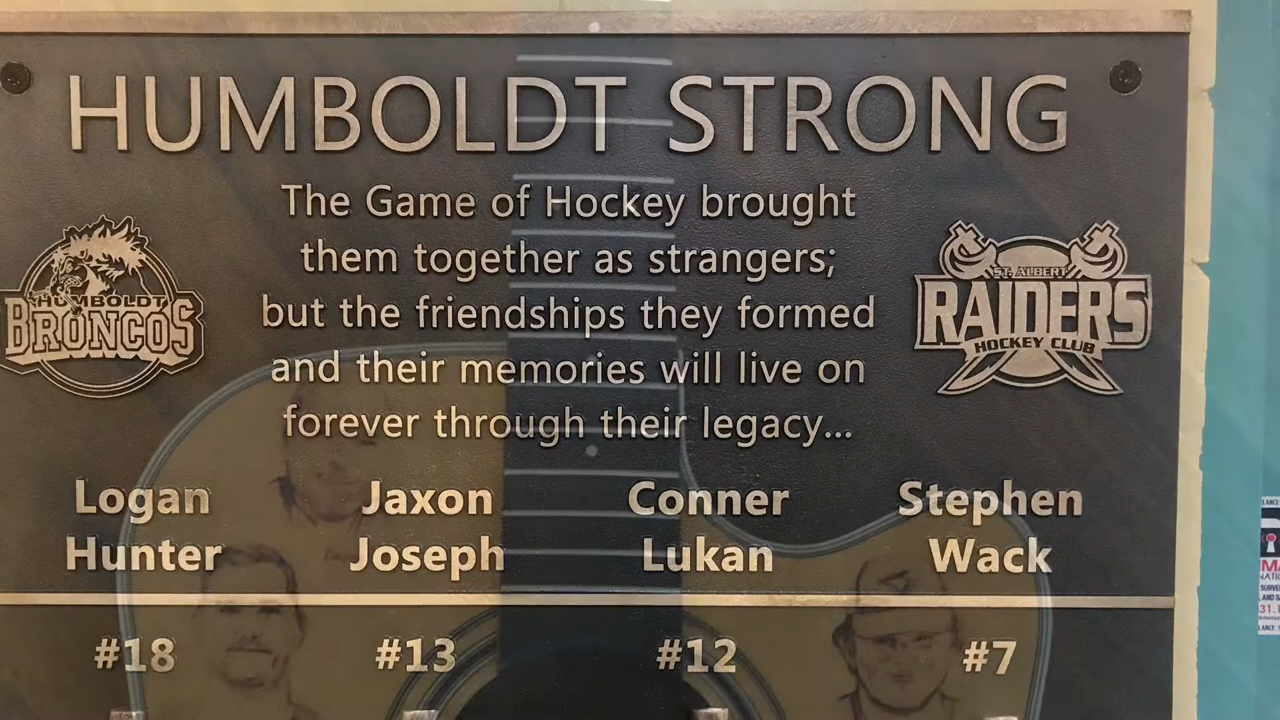 HUMBOLDT STRONG
The Game of Hockey brought
them together as strangers;
but the friendships they formed
and their memories will live on
forever through their legacy...
HUMBOLDT
BRONCOS
ST. ALBERT
RAIDERS
HOCKEY CLUB
Logan Hunter
Jaxon Joseph
Conner Lukan
Stephen Wack
#18 #13 #12 #7